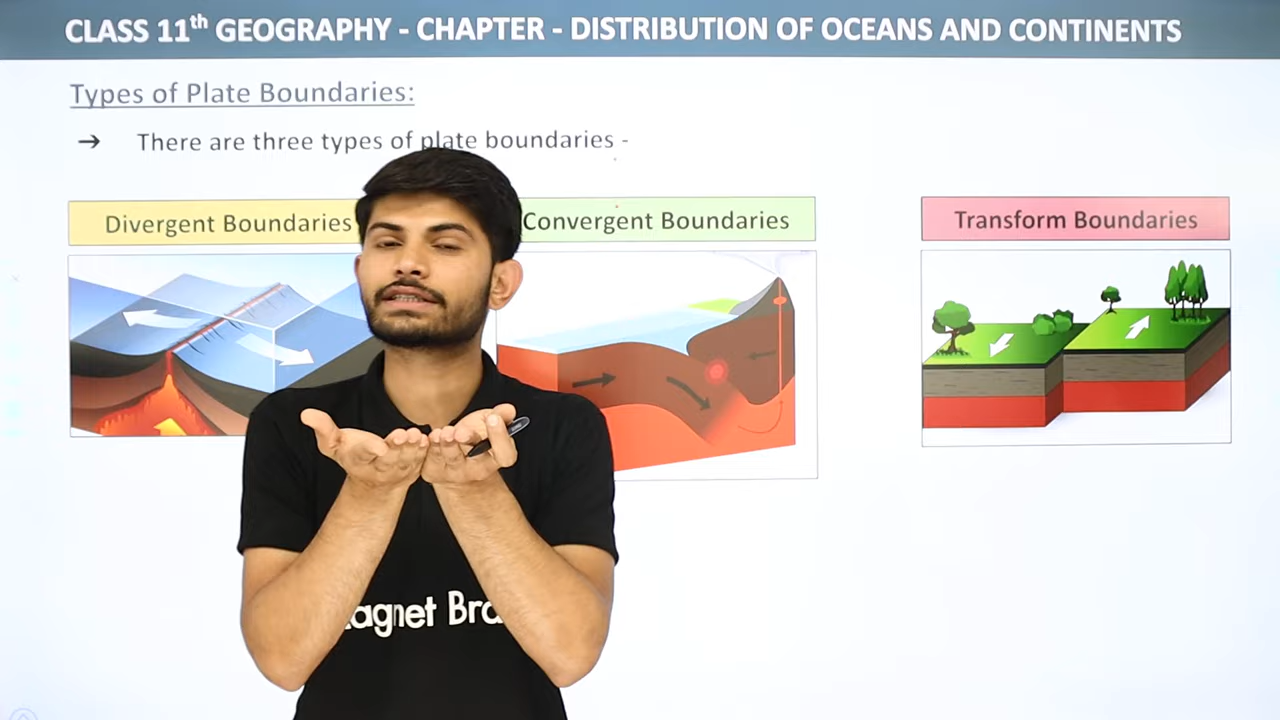 CLASS 11th GEOGRAPHY - CHAPTER - DISTRIBUTION OF OCEANS AND CONTINENTS
Types of Plate Boundaries:
➔ There are three types of plate boundaries -
Divergent Boundaries
Convergent Boundaries
Transform Boundaries
agnet Bra